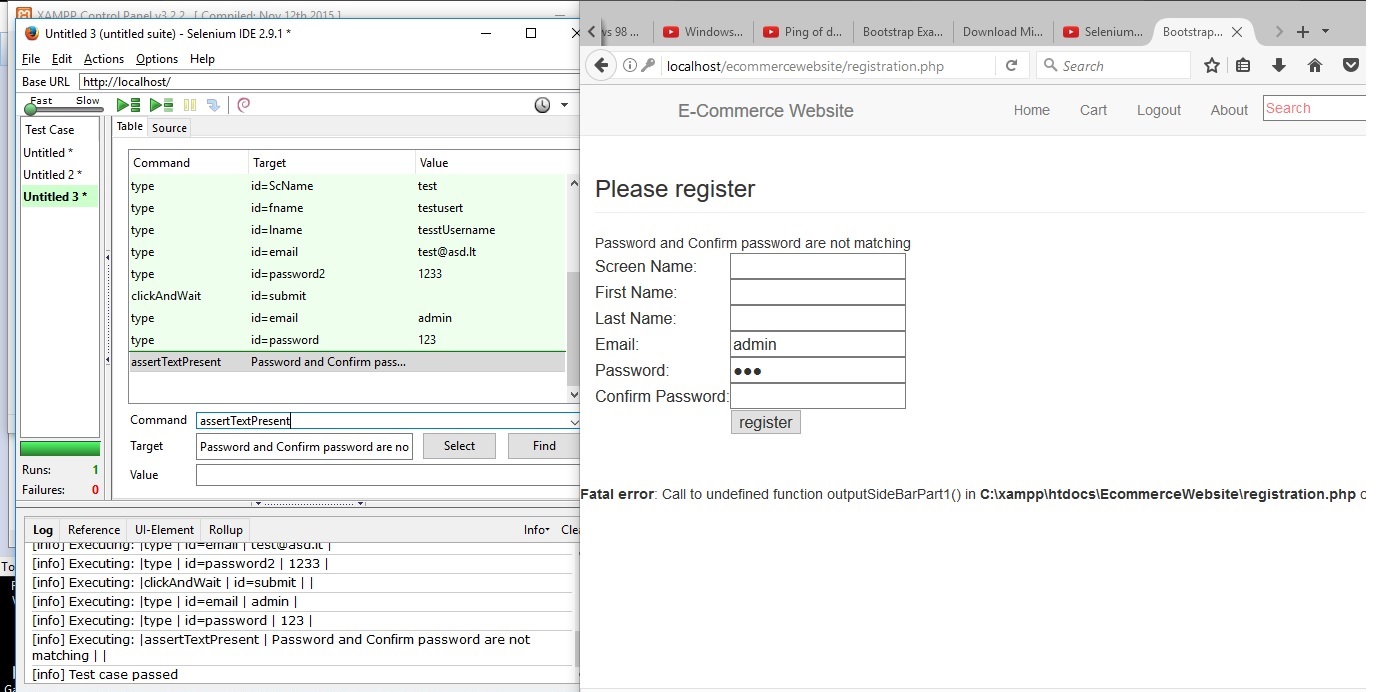 XAMPP Control Panel v3.2.2 [ Compiled: Nov 12th 2015 ]
Untitled 3 (untitled suite) - Selenium IDE 2.9.1 *
File Edit Actions Options Help
Base URL http://localhost/
Fast Slow
Test Case
Untitled *
Untitled 2 *
Untitled 3 *
Runs: 1
Failures: 0
Table Source
Command Target Value
type id=ScName test
type id=fname testusert
type id=lname tesstUsername
type id=email test@asd.lt
type id=password2 1233
clickAndWait id=submit
type id=email admin
type id=password 123
assertTextPresent Password and Confirm pass...
Command assertTextPresent
Target Password and Confirm password are no Select Find
Value
Log Reference UI-Element Rollup Info Clea
[info] Executing: |type | id=email | test@asd.lt |
[info] Executing: |type | id=password2 | 1233 |
[info] Executing: |clickAndWait | id=submit | |
[info] Executing: |type | id=email | admin |
[info] Executing: |type | id=password | 123 |
[info] Executing: |assertTextPresent | Password and Confirm password are not
matching | |
[info] Test case passed
To
ws 98 ... Windows... Ping of d... Bootstrap Exa... Download Mi... Selenium... Bootstrap...
localhost/ecommercewebsite/registration.php Search
E-Commerce Website Home Cart Logout About Search
Please register
Password and Confirm password are not matching
Screen Name:
First Name:
Last Name:
Email: admin
Password: ●●●
Confirm Password:
register
Fatal error: Call to undefined function outputSideBarPart1() in C:\xampp\htdocs\EcommerceWebsite\registration.php o